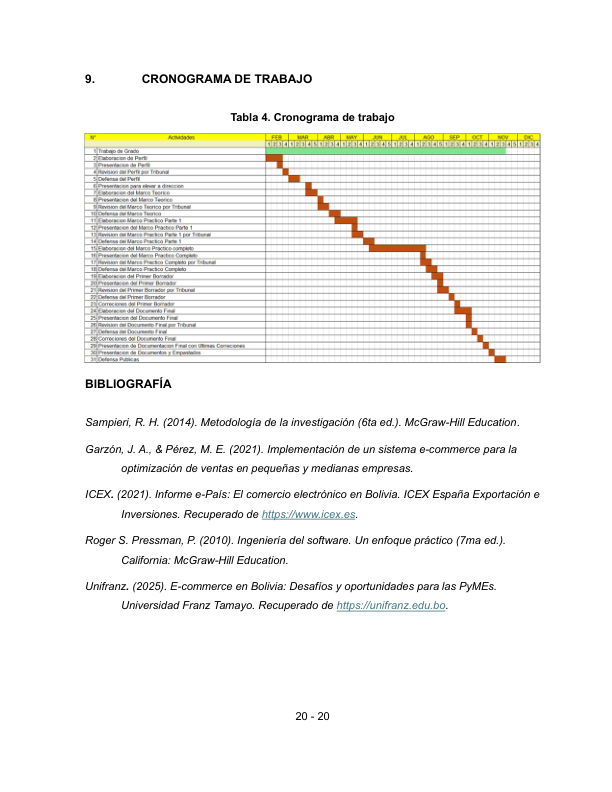 9. CRONOGRAMA DE TRABAJO
Tabla 4. Cronograma de trabajo
N° Actividades FEB MAR ABR MAY JUN JUL AGO SEP OCT NOV DIC
1 Trabajo de Grado
2 Elaboracion de Perfil
3 Presentacion de Perfil
4 Revision del Perfil por Tribunal
5 Defensa del Perfil
6 Presentacion para elevar a direccion
7 Elaboracion del Marco Teorico
8 Presentacion del Marco Teorico
9 Revision del Marco Teorico por Tribunal
10 Defensa del Marco Teorico
11 Elaboracion Marco Practico Parte 1
12 Presentacion del Marco Practico Parte 1
13 Revision del Marco Practico Parte 1 por Tribunal
14 Defensa del Marco Practico Parte 1
15 Elaboracion del Marco Practico completo
16 Presentacion del Marco Practico Completo
17 Revision del Marco Practico Completo por Tribunal
18 Defensa del Marco Practico Completo
19 Elaboracion del Primer Borrador
20 Presentacion del Primer Borrador
21 Revision del Primer Borrador por Tribunal
22 Defensa del Primer Borrador
23 Correciones del Primer Borrador
24 Elaboracion del Documento Final
25 Presentacion del Documento Final
26 Revision del Documento Final por Tribunal
27 Defensa del Documento Final
28 Correciones del Documento Final
29 Presentacion de Documentacion Final con Ultimas Correciones
30 Presentacion de Documentos y Empastados
31 Defensa Publicas
BIBLIOGRAFÍA
Sampieri, R. H. (2014). Metodología de la investigación (6ta ed.). McGraw-Hill Education.
Garzón, J. A., & Pérez, M. E. (2021). Implementación de un sistema e-commerce para la
optimización de ventas en pequeñas y medianas empresas.
ICEX. (2021). Informe e-País: El comercio electrónico en Bolivia. ICEX España Exportación e
Inversiones. Recuperado de https://www.icex.es.
Roger S. Pressman, P. (2010). Ingeniería del software. Un enfoque práctico (7ma ed.).
California: McGraw-Hill Education.
Unifranz. (2025). E-commerce en Bolivia: Desafíos y oportunidades para las PyMEs.
Universidad Franz Tamayo. Recuperado de https://unifranz.edu.bo.
20 - 20